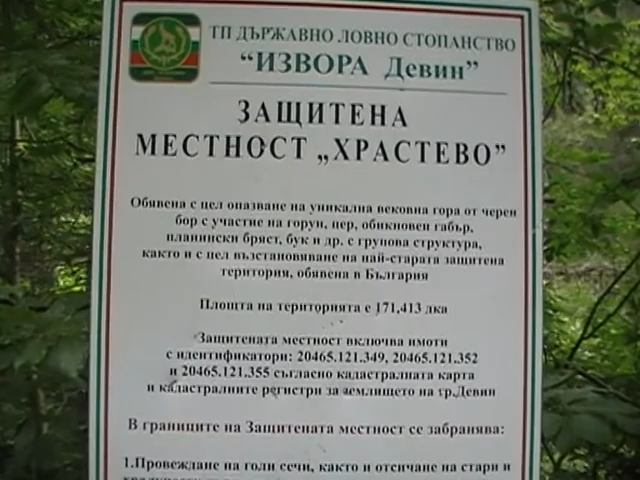 ТП ДЪРЖАВНО ЛОВНО СТОПАНСТВО
“ИЗВОРА Девин”
ЗАЩИТЕНА
МЕСТНОСТ „ХРАСТЕВО”
Обявена с цел опазване на уникална вековна гора от черен
бор с участие на горун, цер, обикновен габър,
планински бряст, бук и др. с групова структура,
както и с цел възстановяване на най-старата защитена
територия, обявена в България
Площта на територията е 171,413 дка
Защитената местност включва имоти
с идентификатори: 20465.121.349, 20465.121.352
и 20465.121.355 съгласно кадастралната карта
и кадастралните регистри за землището на гр.Девин
В границите на Защитената местност се забранява:
1.Провеждане на голи сечи, както и отсичане на стари и